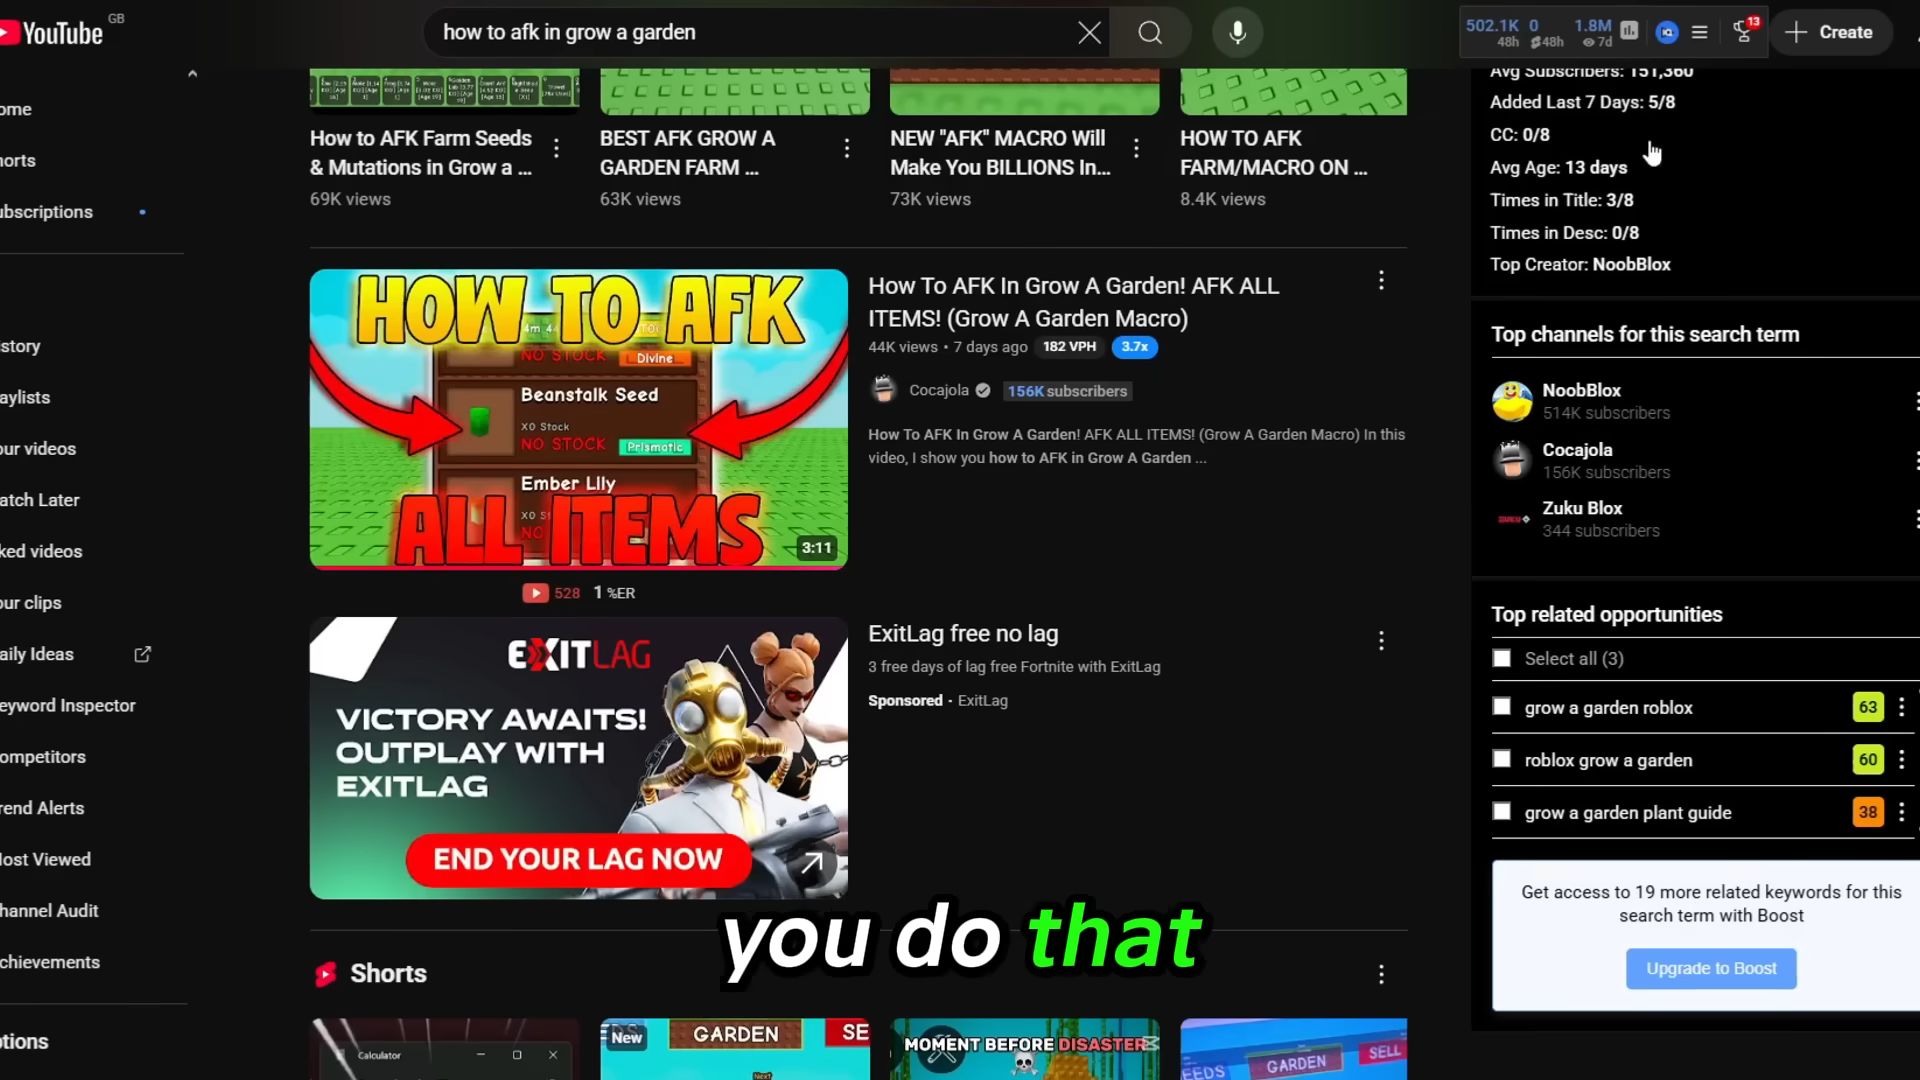 YouTube GB
how to afk in grow a garden
502.1K 0 1.8M
48h 48h 7d
13
Create
ome
orts
ubscriptions
story
aylists
our videos
atch Later
ked videos
our clips
aily Ideas
eyword Inspector
ompetitors
rend Alerts
ost Viewed
hannel Audit
chievements
tions
How to AFK Farm Seeds
& Mutations in Grow a ...
69K views
BEST AFK GROW A
GARDEN FARM ...
63K views
NEW "AFK" MACRO Will
Make You BILLIONS In...
73K views
HOW TO AFK
FARM/MACRO ON ...
8.4K views
HOW TO AFK
NO STOCK Divine
Beanstalk Seed
X0 Stock
NO STOCK Prismatic
Ember Lily
ALL ITEMS
3:11
528 1 %ER
How To AFK In Grow A Garden! AFK ALL
ITEMS! (Grow A Garden Macro)
44K views • 7 days ago 182 VPH 3.7x
Cocajola 156K subscribers
How To AFK In Grow A Garden! AFK ALL ITEMS! (Grow A Garden Macro) In this
video, I show you how to AFK in Grow A Garden ...
EXITLAG
VICTORY AWAITS!
OUTPLAY WITH
EXITLAG
END YOUR LAG NOW
ExitLag free no lag
3 free days of lag free Fortnite with ExitLag
Sponsored • ExitLag
you do that
Shorts
Calculator
New
GARDEN SE
MOMENT BEFORE DISASTER
EEDS GARDEN SELL
Avg Subscribers: 151,360
Added Last 7 Days: 5/8
CC: 0/8
Avg Age: 13 days
Times in Title: 3/8
Times in Desc: 0/8
Top Creator: NoobBlox
Top channels for this search term
NoobBlox
514K subscribers
Cocajola
156K subscribers
Zuku Blox
344 subscribers
Top related opportunities
Select all (3)
grow a garden roblox 63
roblox grow a garden 60
grow a garden plant guide 38
Get access to 19 more related keywords for this
search term with Boost
Upgrade to Boost